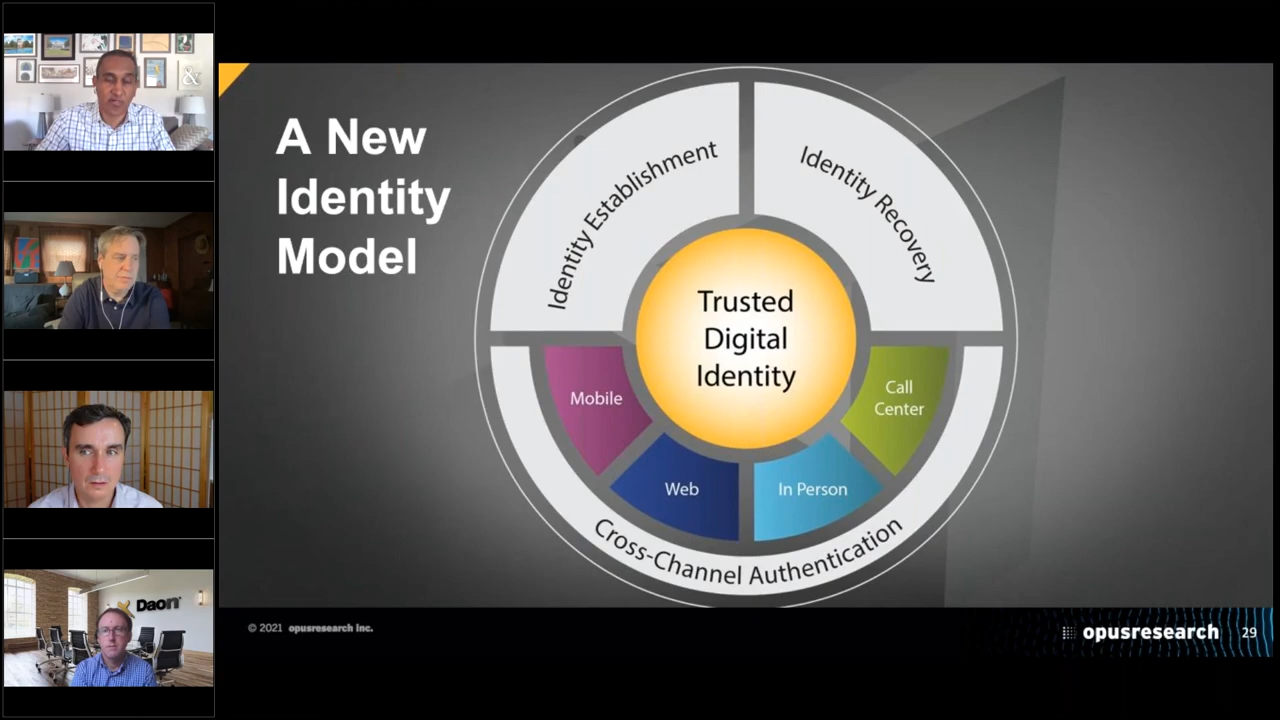 &
Daon
A New
Identity
Model
Identity Establishment
Identity Recovery
Trusted
Digital
Identity
Mobile
Call
Center
Web
In Person
Cross-Channel Authentication
© 2021 opusresearch Inc.
opusresearch
29